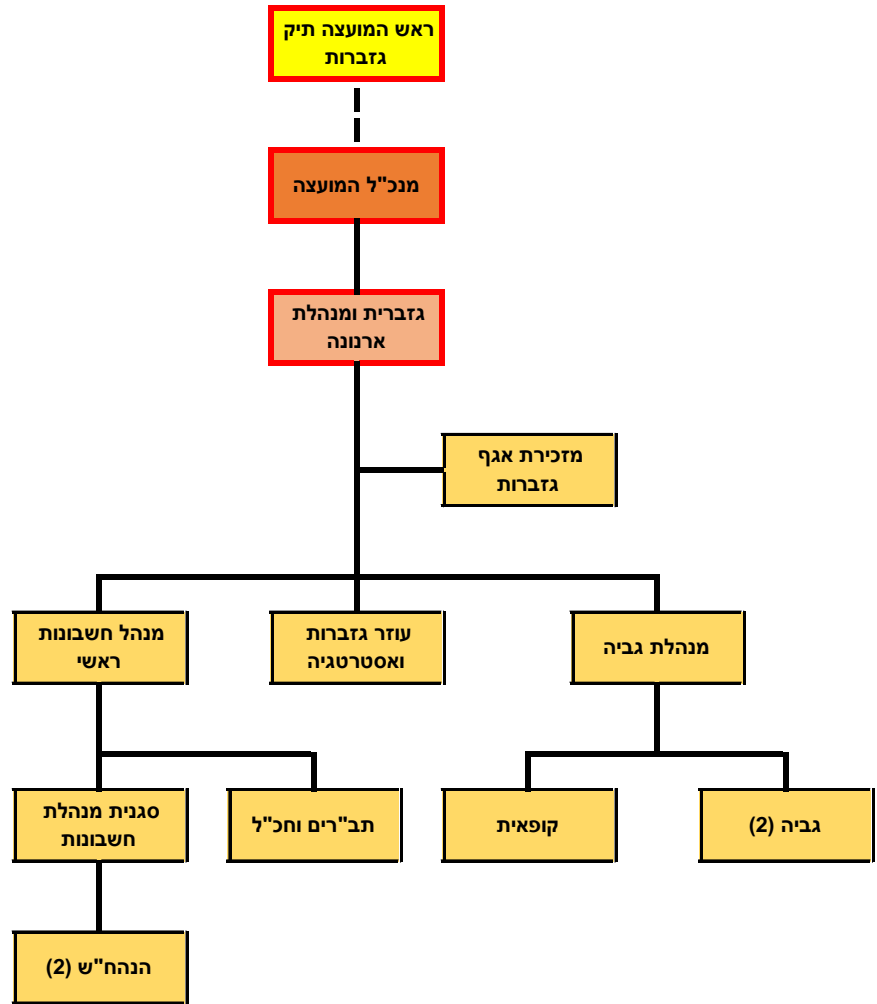 ראש המועצה תיק
גזברות
מנכ"ל המועצה
גזברית ומנהלת
ארנונה
מזכירת אגף
גזברות
מנהלת גביה
עוזר גזברות
ואסטרטגיה
מנהל חשבונות
ראשי
גביה (2)
קופאית
תב"רים וחכ"ל
סגנית מנהלת
חשבונות
הנהח"ש (2)